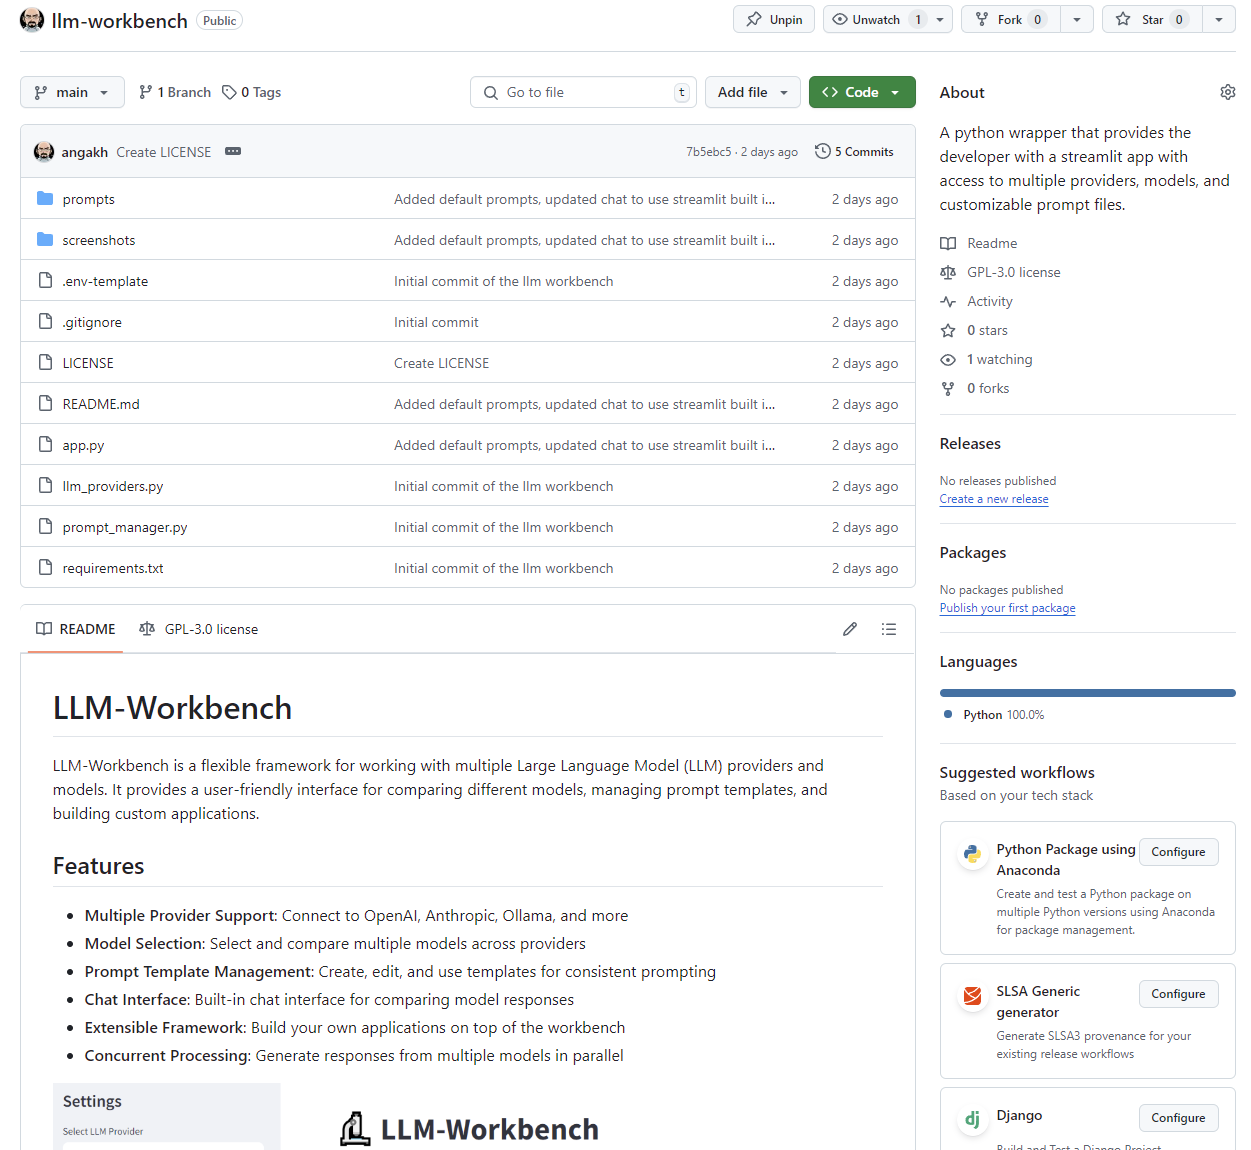 llm-workbench Public Unpin Unwatch 1 Fork 0 Star 0
main 1 Branch 0 Tags Go to file t Add file Code
angakh Create LICENSE 7b5ebc5 · 2 days ago 5 Commits
prompts Added default prompts, updated chat to use streamlit built i... 2 days ago
screenshots Added default prompts, updated chat to use streamlit built i... 2 days ago
.env-template Initial commit of the llm workbench 2 days ago
.gitignore Initial commit 2 days ago
LICENSE Create LICENSE 2 days ago
README.md Added default prompts, updated chat to use streamlit built i... 2 days ago
app.py Added default prompts, updated chat to use streamlit built i... 2 days ago
llm_providers.py Initial commit of the llm workbench 2 days ago
prompt_manager.py Initial commit of the llm workbench 2 days ago
requirements.txt Initial commit of the llm workbench 2 days ago
README GPL-3.0 license
LLM-Workbench
LLM-Workbench is a flexible framework for working with multiple Large Language Model (LLM) providers and
models. It provides a user-friendly interface for comparing different models, managing prompt templates, and
building custom applications.
Features
• Multiple Provider Support: Connect to OpenAI, Anthropic, Ollama, and more
• Model Selection: Select and compare multiple models across providers
• Prompt Template Management: Create, edit, and use templates for consistent prompting
• Chat Interface: Built-in chat interface for comparing model responses
• Extensible Framework: Build your own applications on top of the workbench
• Concurrent Processing: Generate responses from multiple models in parallel
Settings
Select LLM Provider
LLM-Workbench
About
A python wrapper that provides the
developer with a streamlit app with
access to multiple providers, models, and
customizable prompt files.
Readme
GPL-3.0 license
Activity
0 stars
1 watching
0 forks
Releases
No releases published
Create a new release
Packages
No packages published
Publish your first package
Languages
Python 100.0%
Suggested workflows
Based on your tech stack
Python Package using
Anaconda
Configure
Create and test a Python package on
multiple Python versions using Anaconda
for package management.
SLSA Generic
generator
Configure
Generate SLSA3 provenance for your
existing release workflows
dj
Django
Configure
Build and Test a Django Project